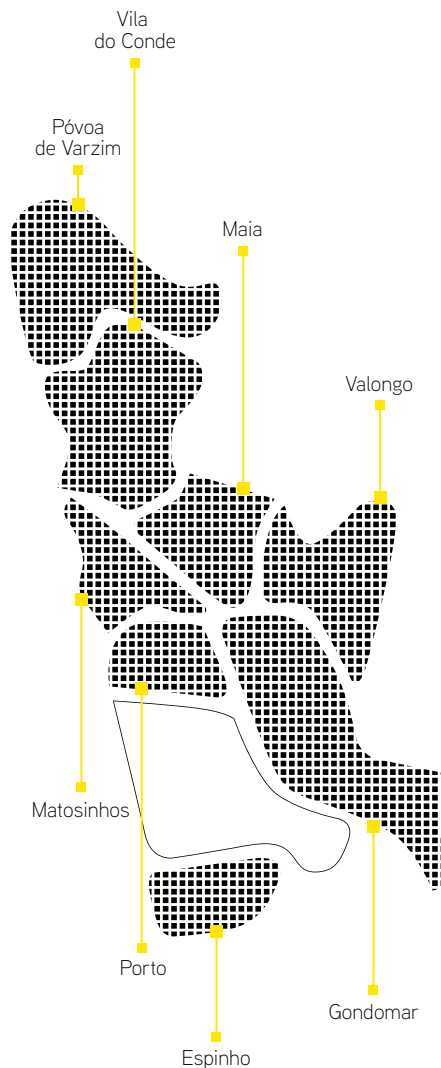 Vila
do Conde
Póvoa
de Varzim
Maia
Valongo
Matosinhos
Porto
Gondomar
Espinho